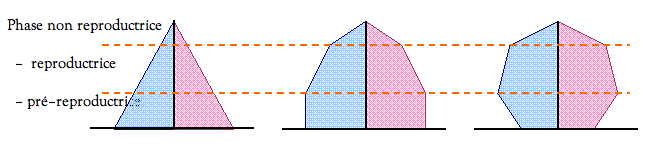 Phase non reproductrice
- reproductrice
- pré-reproductrice